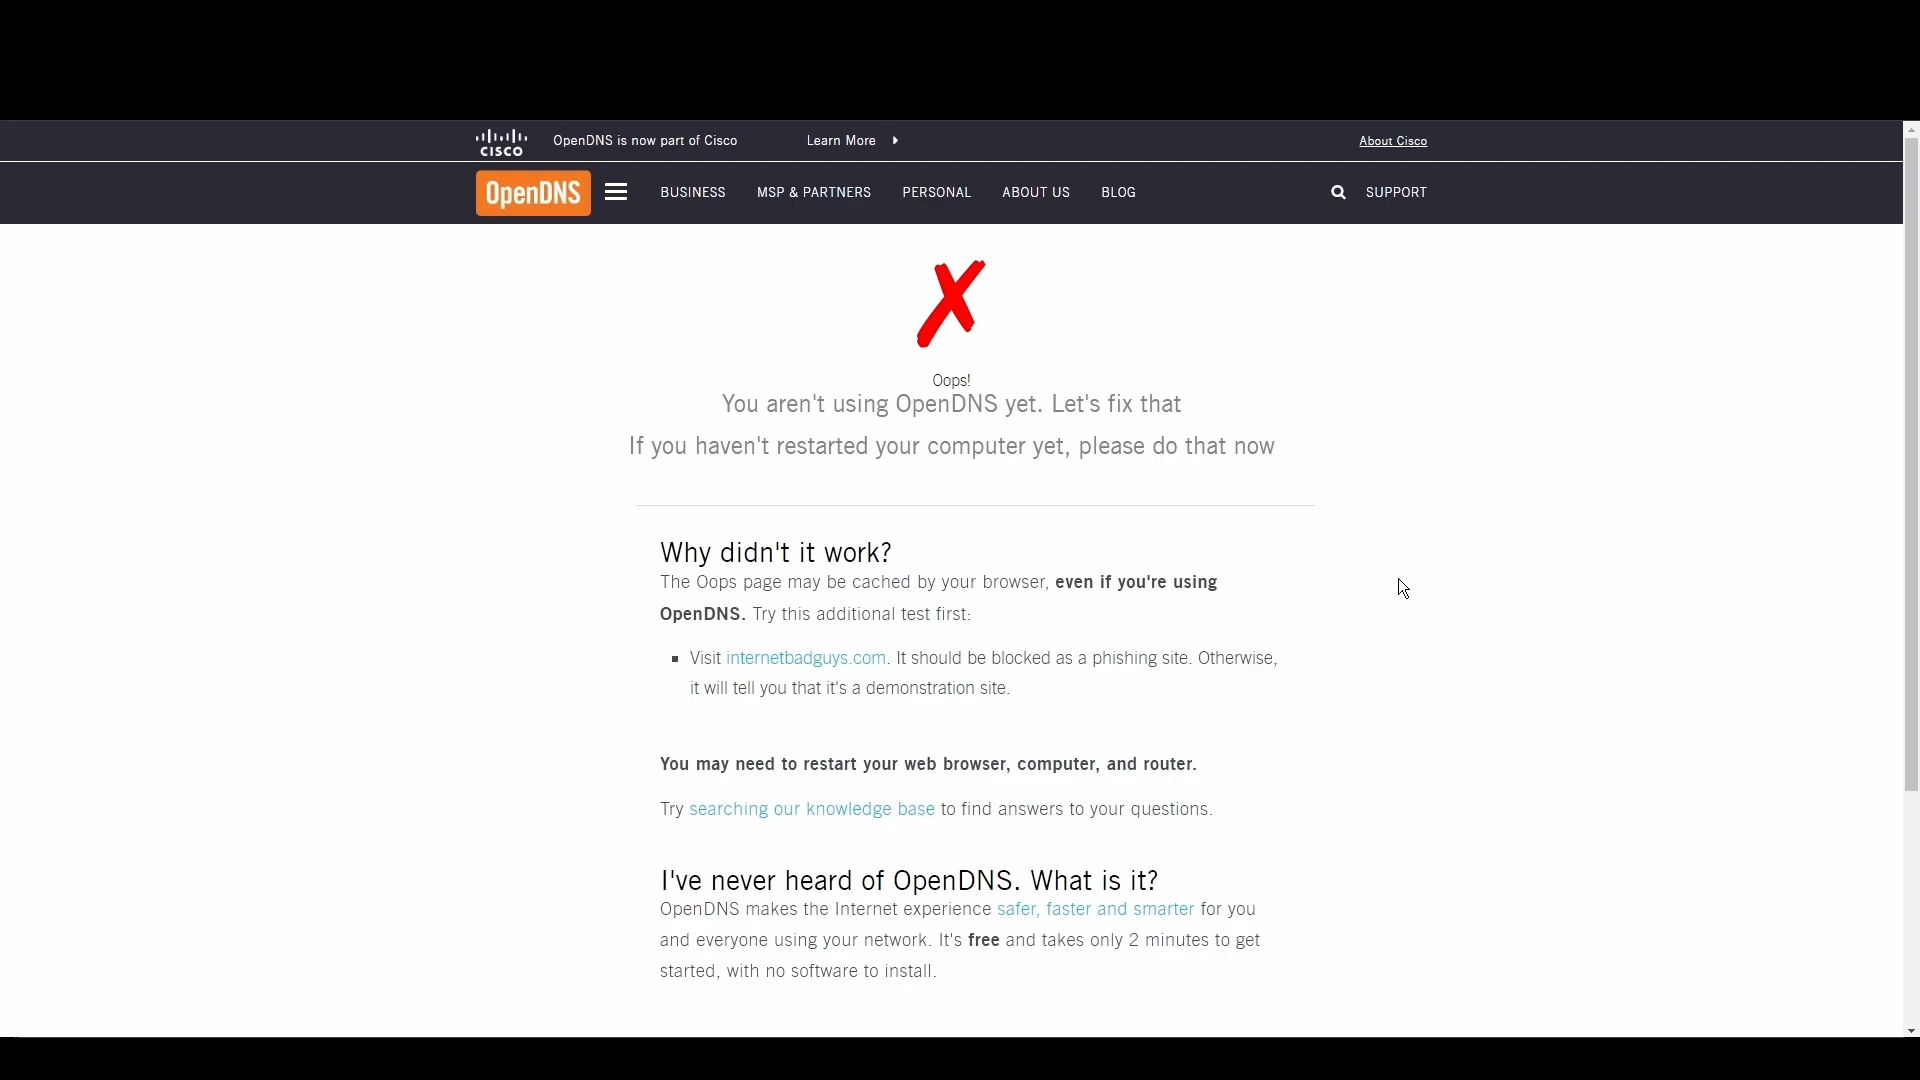 CISCO OpenDNS is now part of Cisco Learn More About Cisco
OpenDNS BUSINESS MSP & PARTNERS PERSONAL ABOUT US BLOG SUPPORT
Oops!
You aren't using OpenDNS yet. Let's fix that
If you haven't restarted your computer yet, please do that now
Why didn't it work?
The Oops page may be cached by your browser, even if you're using
OpenDNS. Try this additional test first:
Visit internetbadguys.com. It should be blocked as a phishing site. Otherwise,
it will tell you that it's a demonstration site.
You may need to restart your web browser, computer, and router.
Try searching our knowledge base to find answers to your questions.
I've never heard of OpenDNS. What is it?
OpenDNS makes the Internet experience safer, faster and smarter for you
and everyone using your network. It's free and takes only 2 minutes to get
started, with no software to install.